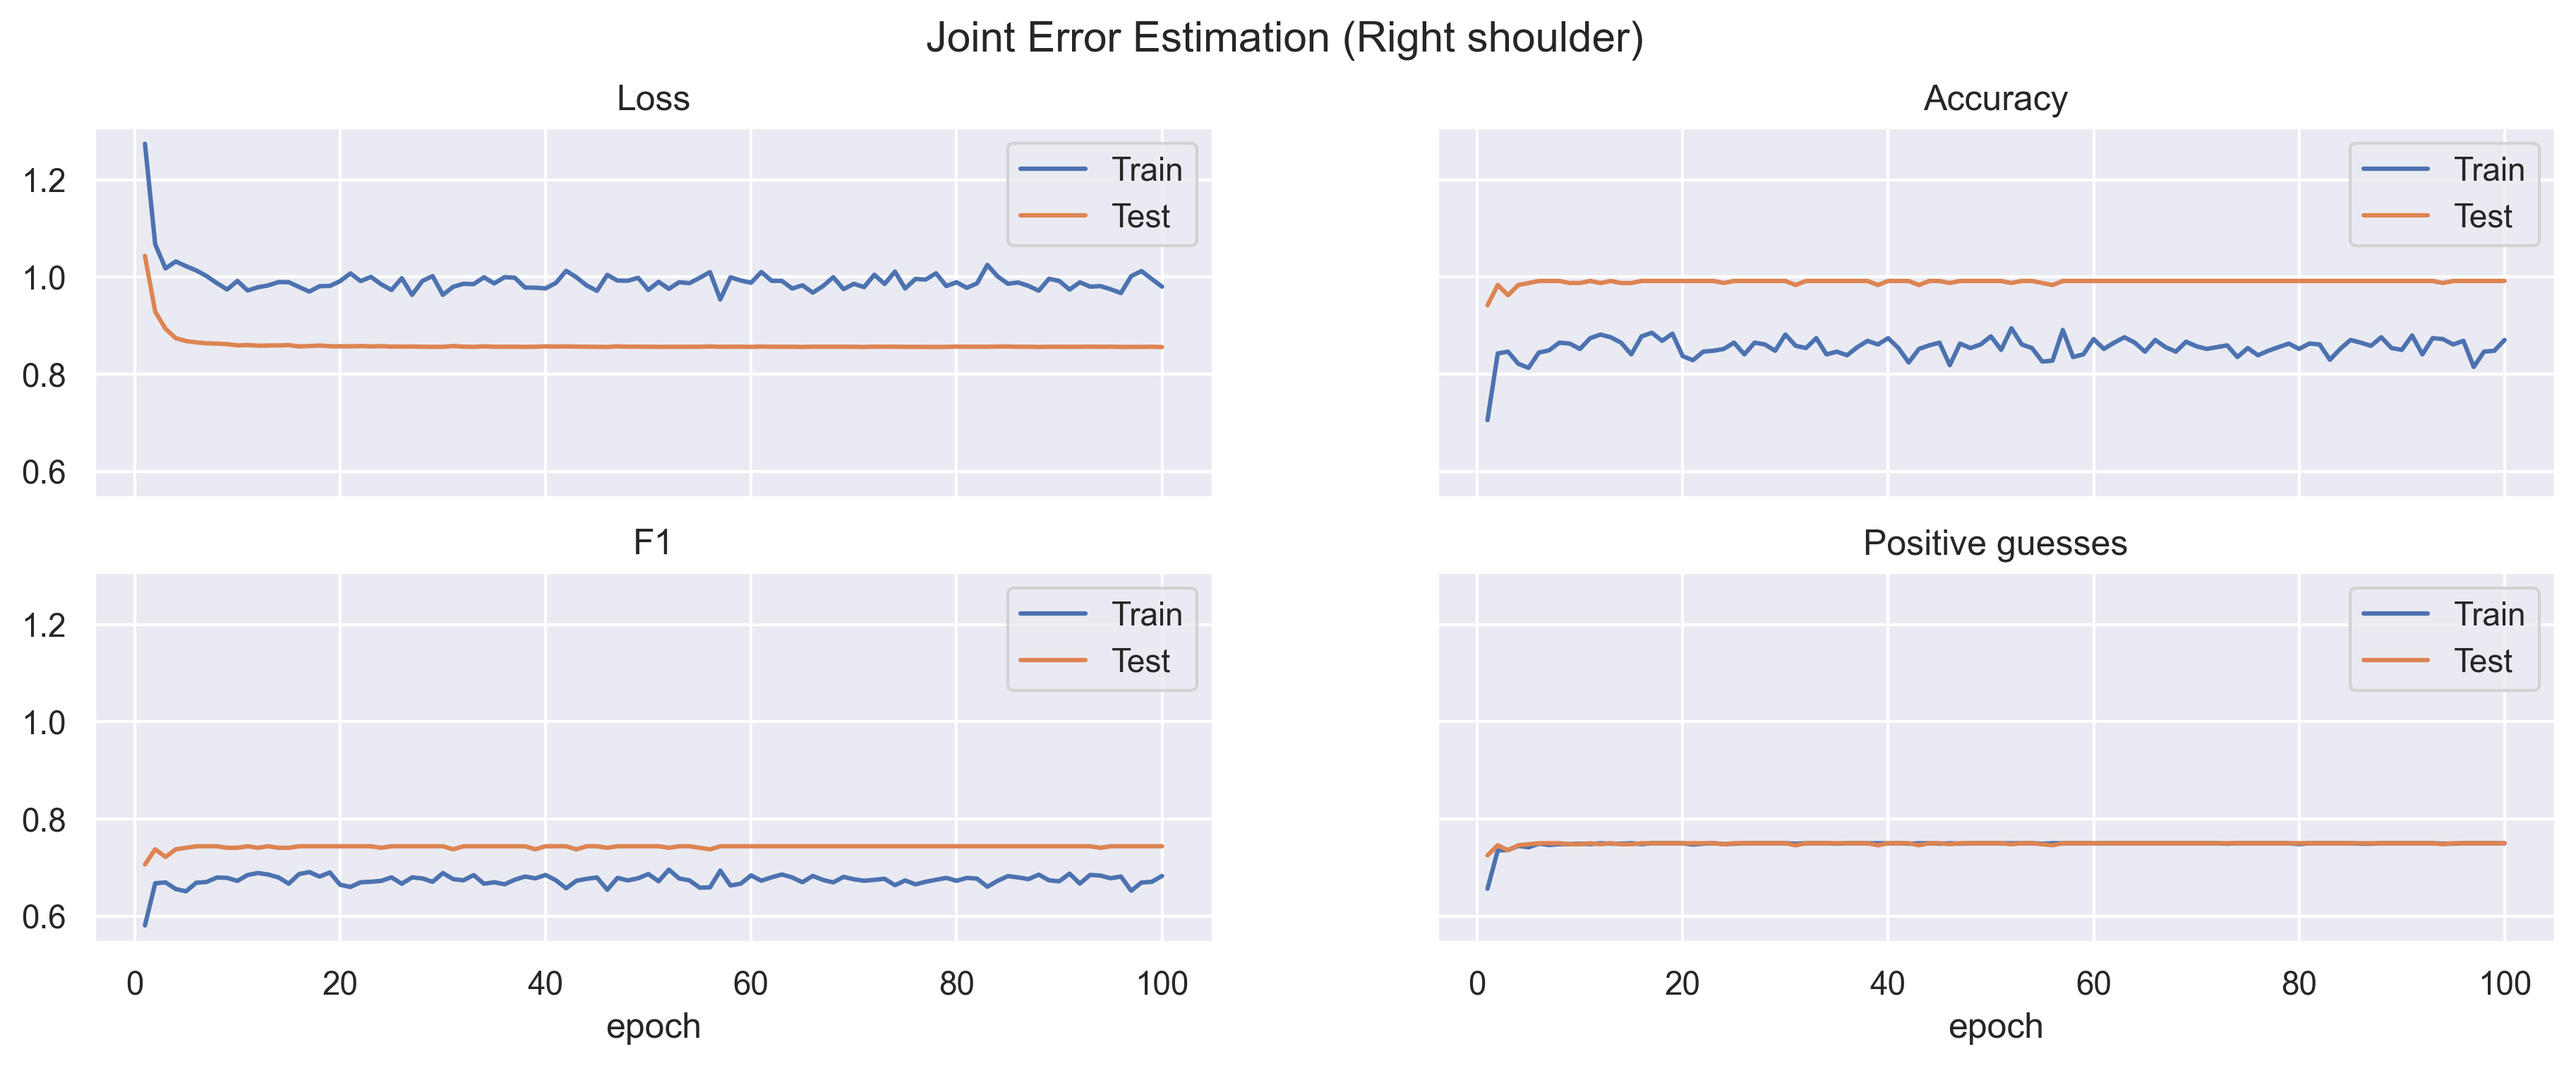 Joint Error Estimation (Right shoulder)
Loss
Accuracy
1.2
1.0
0.8
0.6
Train
Test
Train
Test
F1
Positive guesses
1.2
1.0
0.8
0.6
Train
Test
Train
Test
0 20 40 60 80 100
0 20 40 60 80 100
epoch
epoch